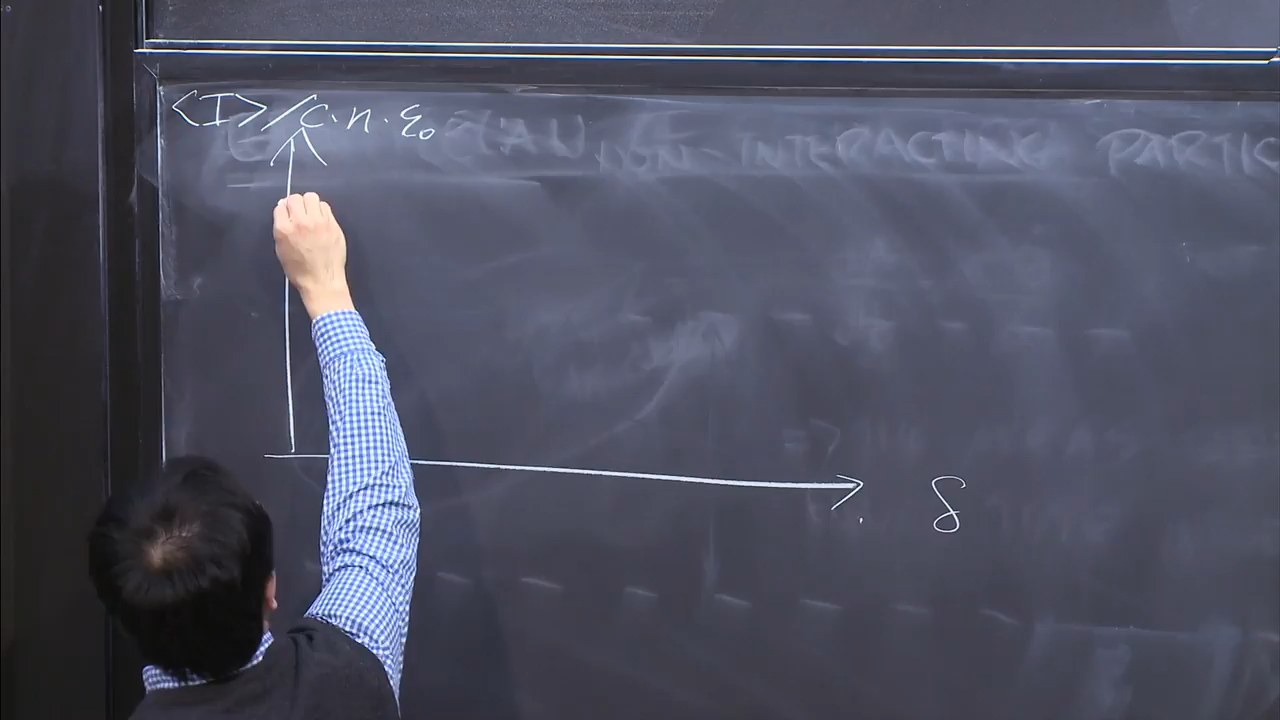 <I>/c·n·ε₀
NON-INTERACTING PARTIC
δ